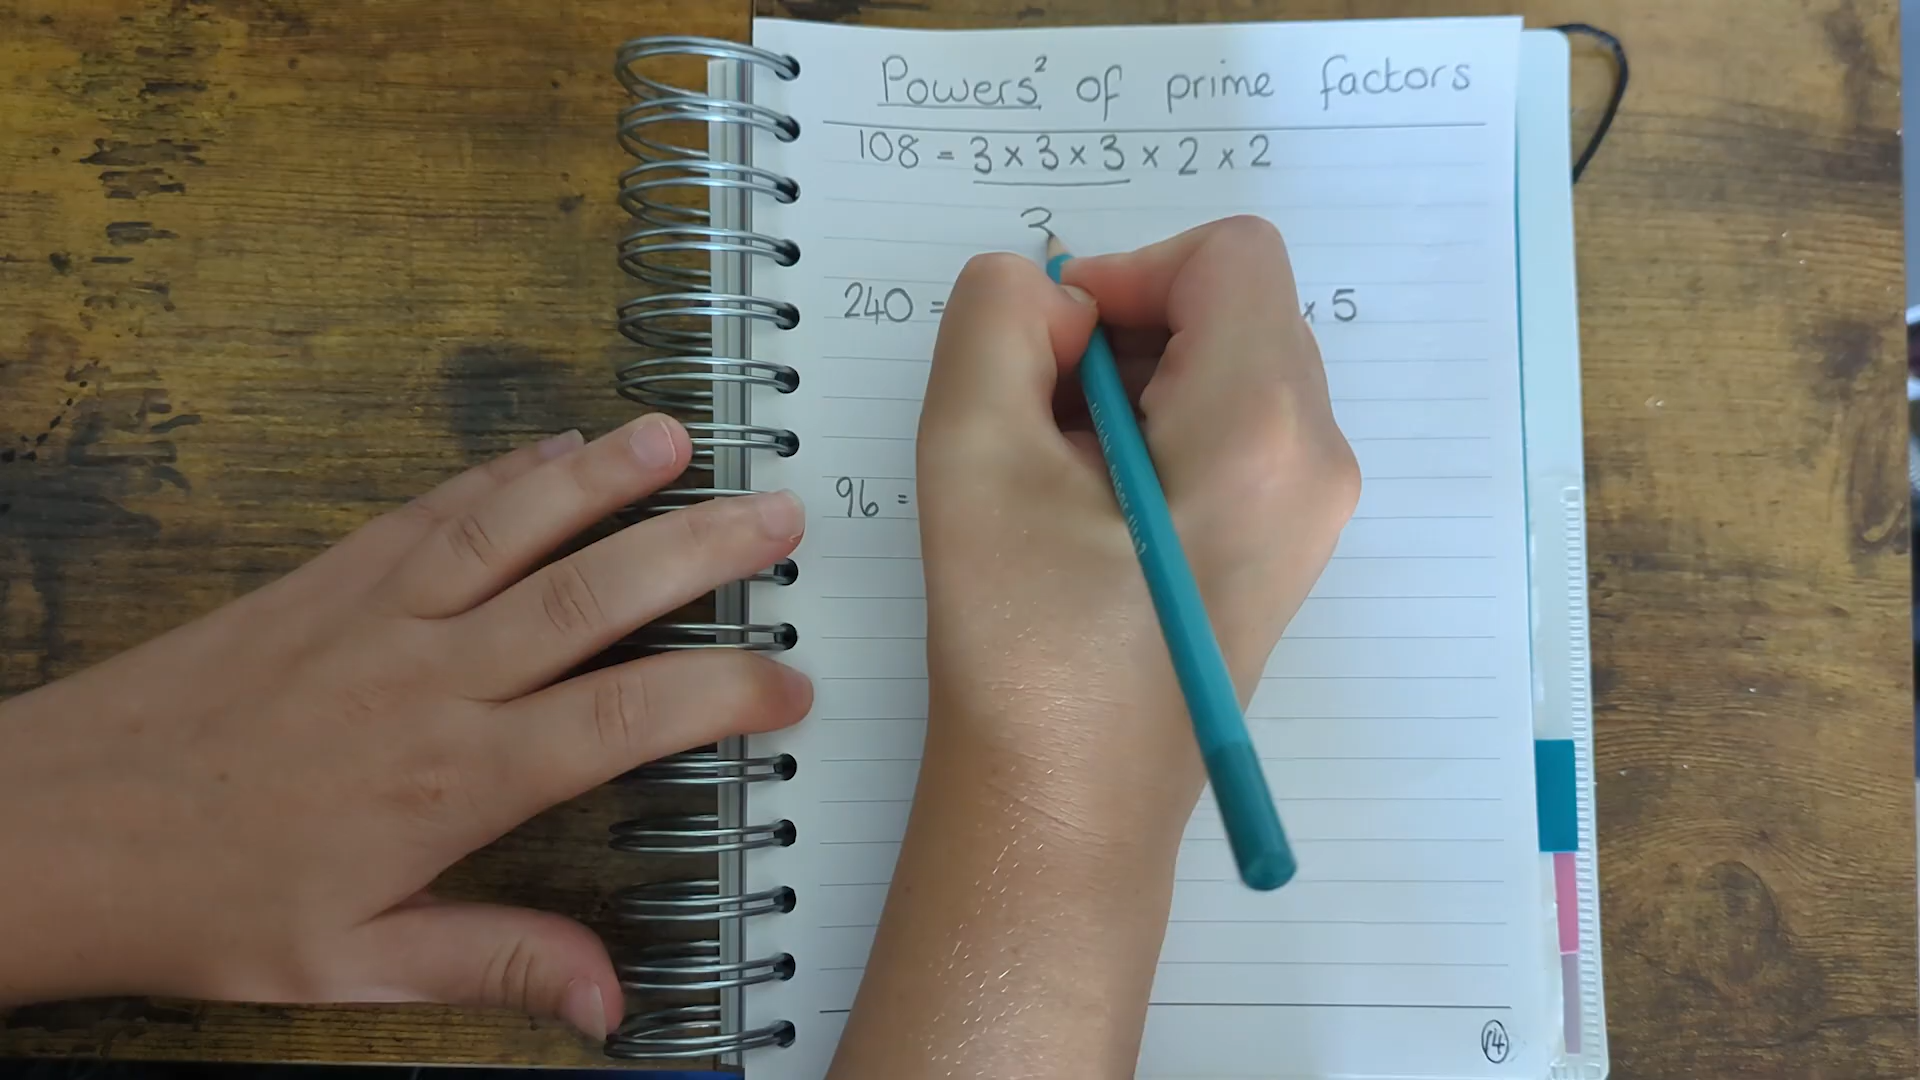 Powers² of prime factors
108 = 3 x 3 x 3 x 2 x 2
3
240 = x 5
96 =
14